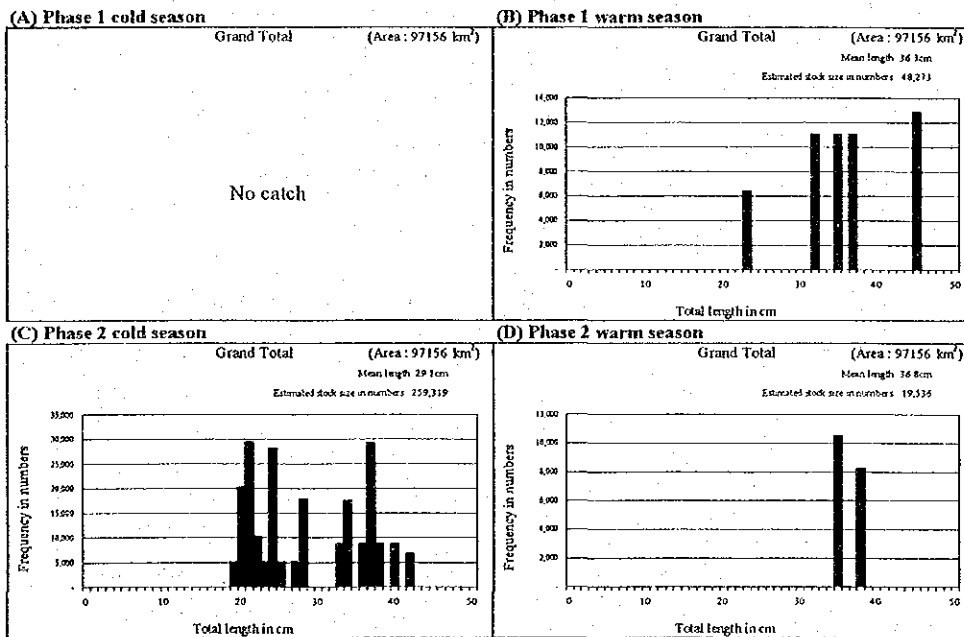 (A) Phase 1 cold season
Grand Total (Area : 97156 km²)
No catch
(B) Phase 1 warm season
Grand Total (Area : 97156 km²)
Mean length 36.3cm
Estimated stock size in numbers 48,273
Frequency in numbers
14,000
12,000
10,000
8,000
6,000
4,000
2,000
-
0 10 20 30 40 50
Total length in cm
(C) Phase 2 cold season
Grand Total (Area : 97156 km²)
Mean length 29.1cm
Estimated stock size in numbers 259,319
Frequency in numbers
35,000
30,000
25,000
20,000
15,000
10,000
5,000
-
0 10 20 30 40 50
Total length in cm
(D) Phase 2 warm season
Grand Total (Area : 97156 km²)
Mean length 36.8cm
Estimated stock size in numbers 19,536
Frequency in numbers
12,000
10,000
8,000
6,000
4,000
2,000
-
0 10 20 30 40 50
Total length in cm